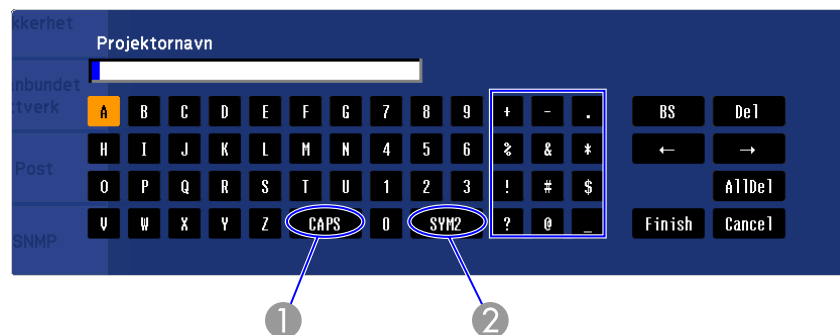 kkerhet
Projektornavn
nbundet
ttverk
A B C D E F G 7 8 9 + - . BS Del
H I J K L M N 4 5 6 % & * ← →
Post
O P Q R S T U 1 2 3 ! # $ AllDel
V W X Y Z CAPS 0 SYM2 ? @ _ Finish Cancel
SNMP
1 2